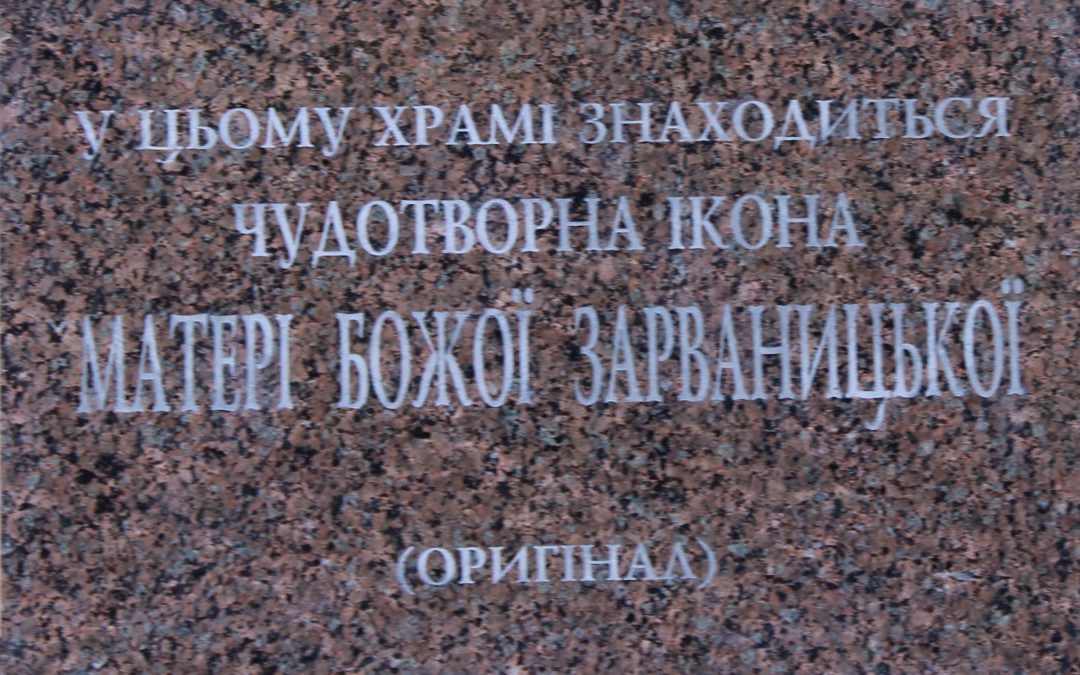 У ЦЬОМУ ХРАМІ ЗНАХОДИТЬСЯ
ЧУДОТВОРНА ІКОНА
МАТЕРІ БОЖОЇ ЗАРВАНИЦЬКОЇ
(ОРИГІНАЛ)